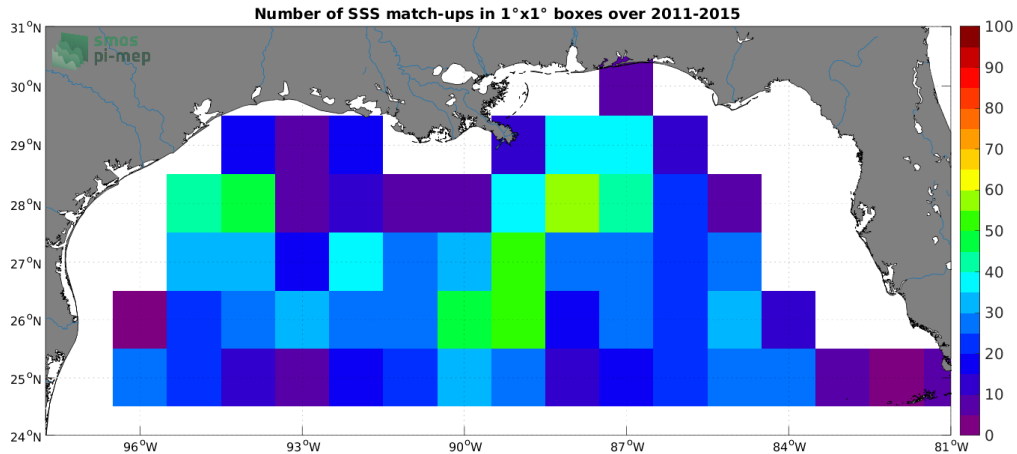 Number of SSS match-ups in 1°x1° boxes over 2011-2015
smos
pi-mep
31°N
30°N
29°N
28°N
27°N
26°N
25°N
24°N
96°W
93°W
90°W
87°W
84°W
81°W
100
90
80
70
60
50
40
30
20
10
0